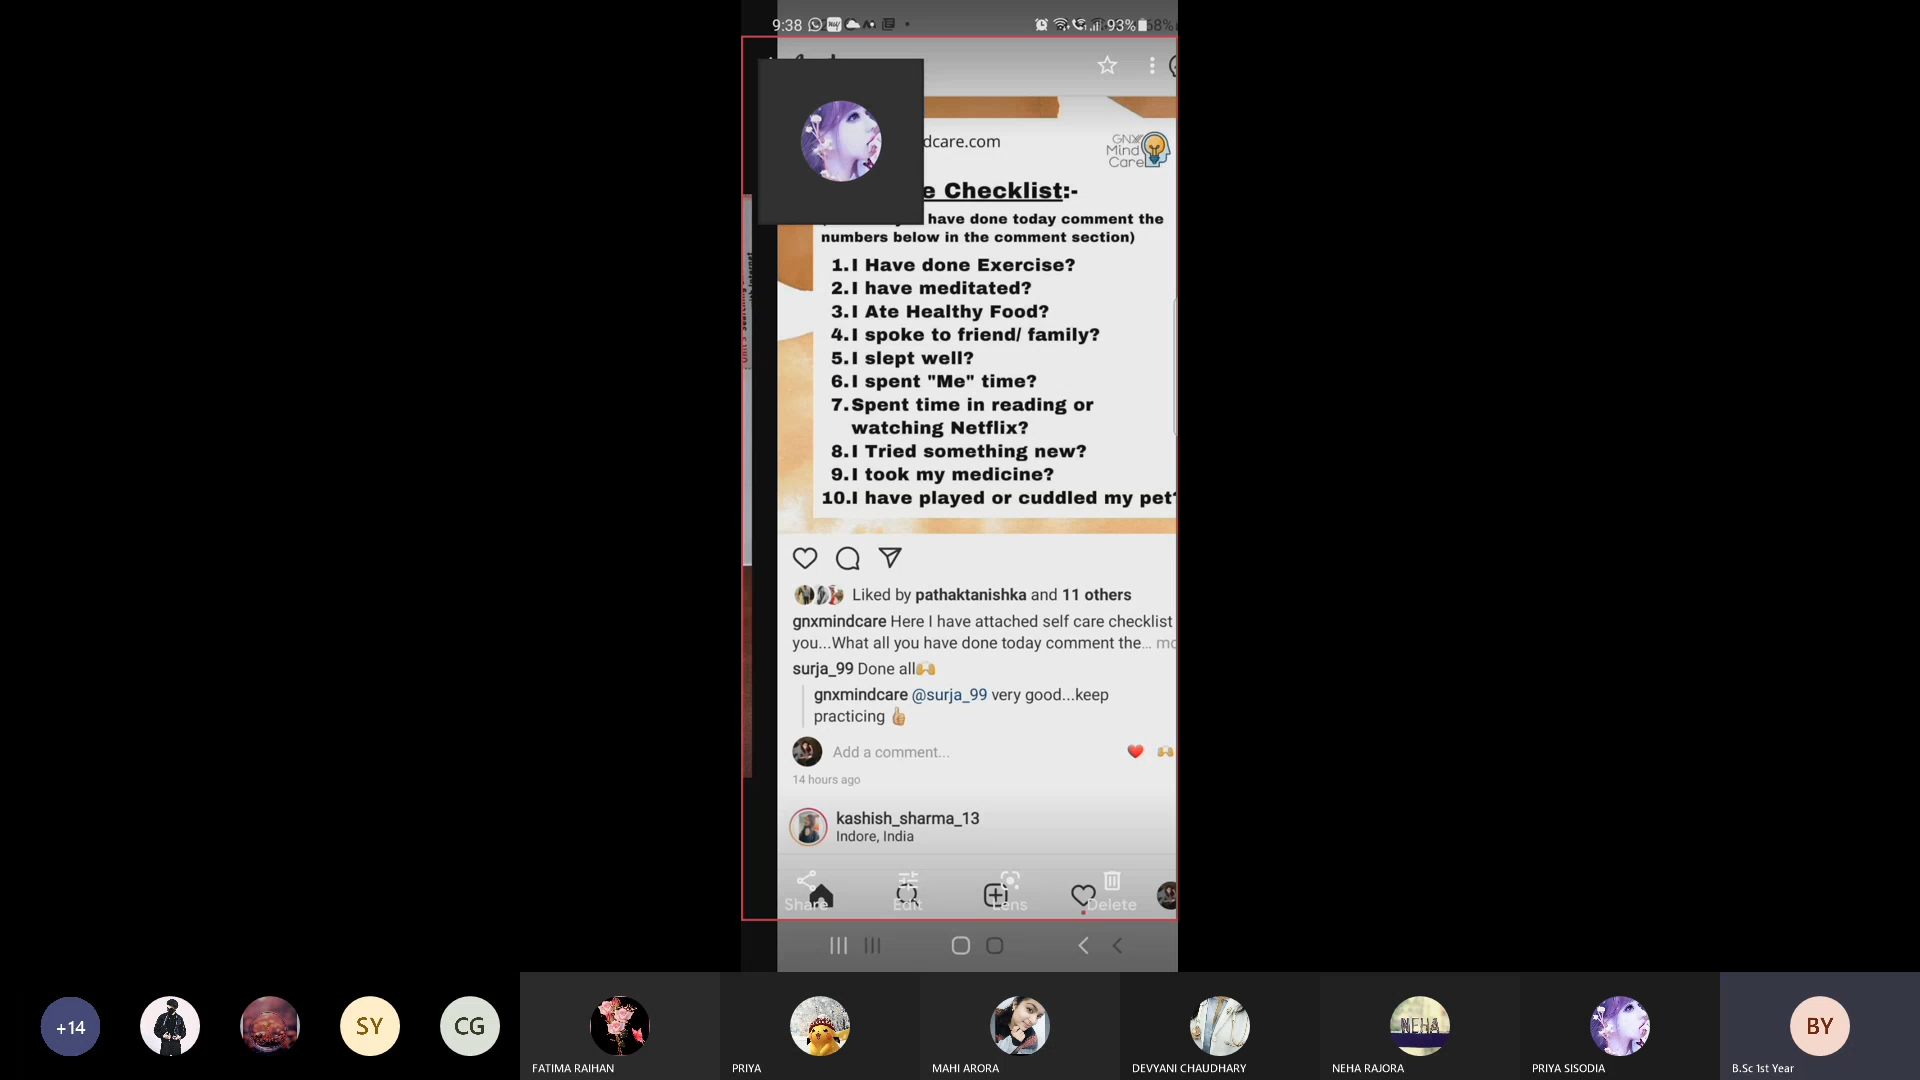 9:38
93%
68%
dcare.com
GNX
Mind
Care
e Checklist:-
have done today comment the
numbers below in the comment section)
1.I Have done Exercise?
2.I have meditated?
3.I Ate Healthy Food?
4.I spoke to friend/ family?
5.I slept well?
6.I spent "Me" time?
7.Spent time in reading or
watching Netflix?
8.I Tried something new?
9.I took my medicine?
10.I have played or cuddled my pet?
Liked by pathaktanishka and 11 others
gnxmindcare Here I have attached self care checklist
you...What all you have done today comment the... mo
surja_99 Done all🙌
gnxmindcare @surja_99 very good...keep
practicing 👍
Add a comment...
14 hours ago
kashish_sharma_13
Indore, India
Share
Edit
Lens
Delete
+14
SY
CG
FATIMA RAIHAN
PRIYA
MAHI ARORA
DEVYANI CHAUDHARY
NEHA
NEHA RAJORA
PRIYA SISODIA
BY
B.Sc 1st Year